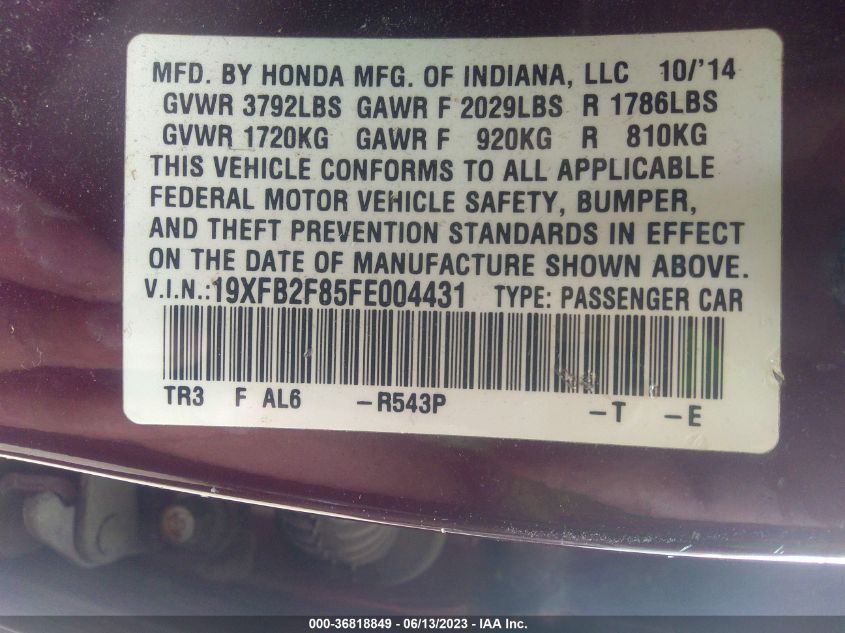 MFD. BY HONDA MFG. OF INDIANA, LLC 10/'14
GVWR 3792LBS GAWR F 2029LBS R 1786LBS
GVWR 1720KG GAWR F 920KG R 810KG
THIS VEHICLE CONFORMS TO ALL APPLICABLE
FEDERAL MOTOR VEHICLE SAFETY, BUMPER,
AND THEFT PREVENTION STANDARDS IN EFFECT
ON THE DATE OF MANUFACTURE SHOWN ABOVE.
V.I.N.:19XFB2F85FE004431 TYPE: PASSENGER CAR
TR3 F AL6 -R543P -T -E
000-36818849 - 06/13/2023 - IAA Inc.